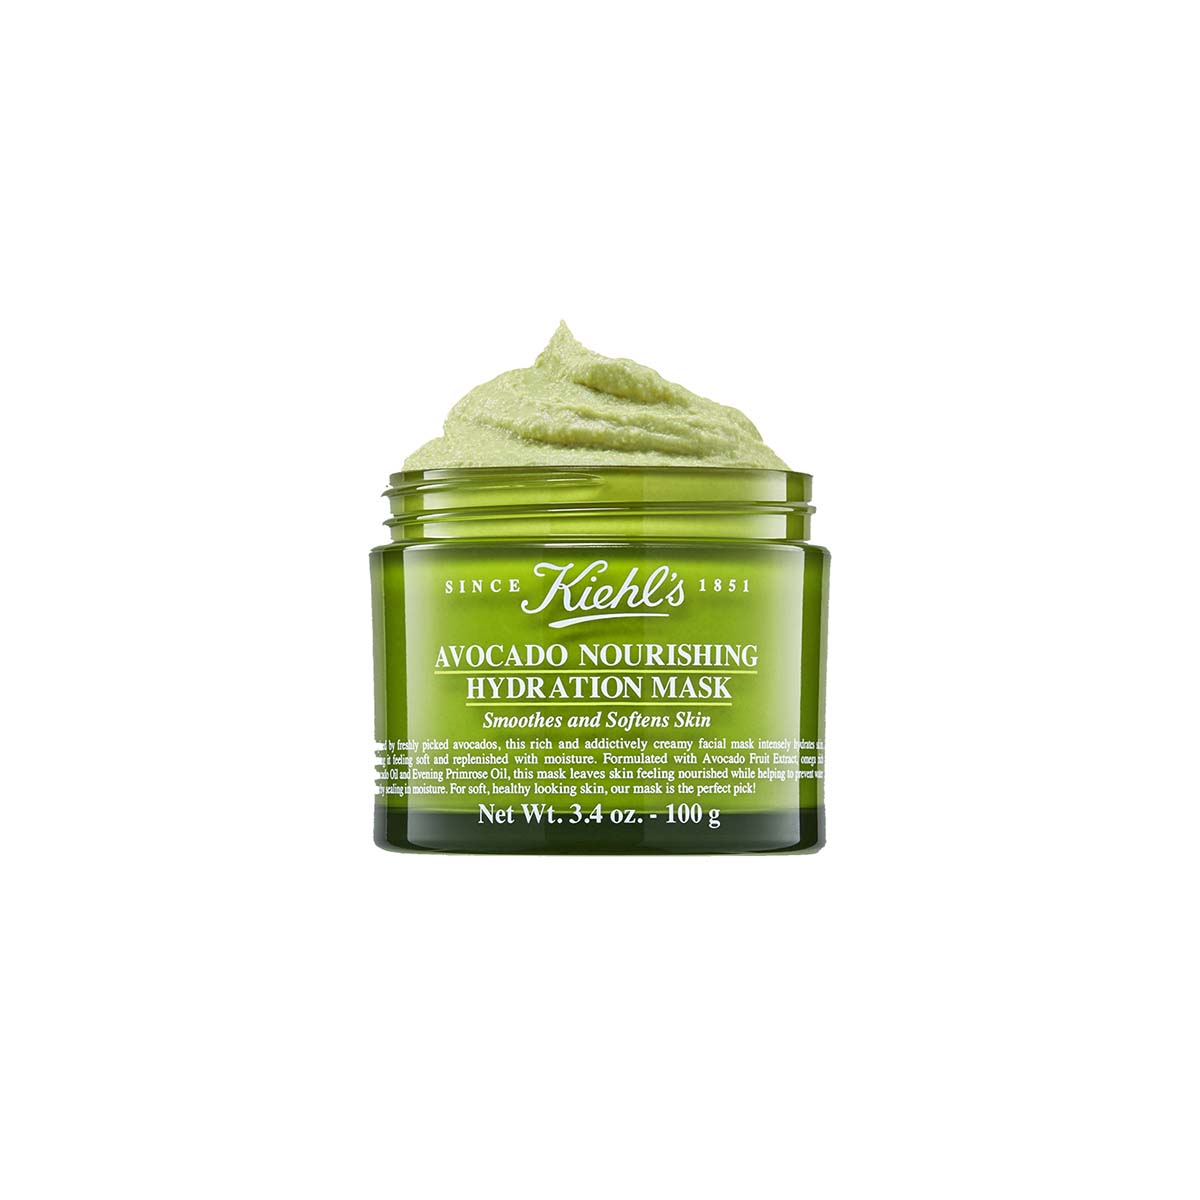 SINCE Kiehl's 1851
AVOCADO NOURISHING
HYDRATION MASK
Smoothes and Softens Skin
by freshly picked avocados, this rich and addictively creamy facial mask intensely hydrates
it feeling soft and replenished with moisture. Formulated with Avocado Fruit Extract, omega
Oil and Evening Primrose Oil, this mask leaves skin feeling nourished while helping to prevent water
sealing in moisture. For soft, healthy looking skin, our mask is the perfect pick!
Net Wt. 3.4 oz. - 100 g